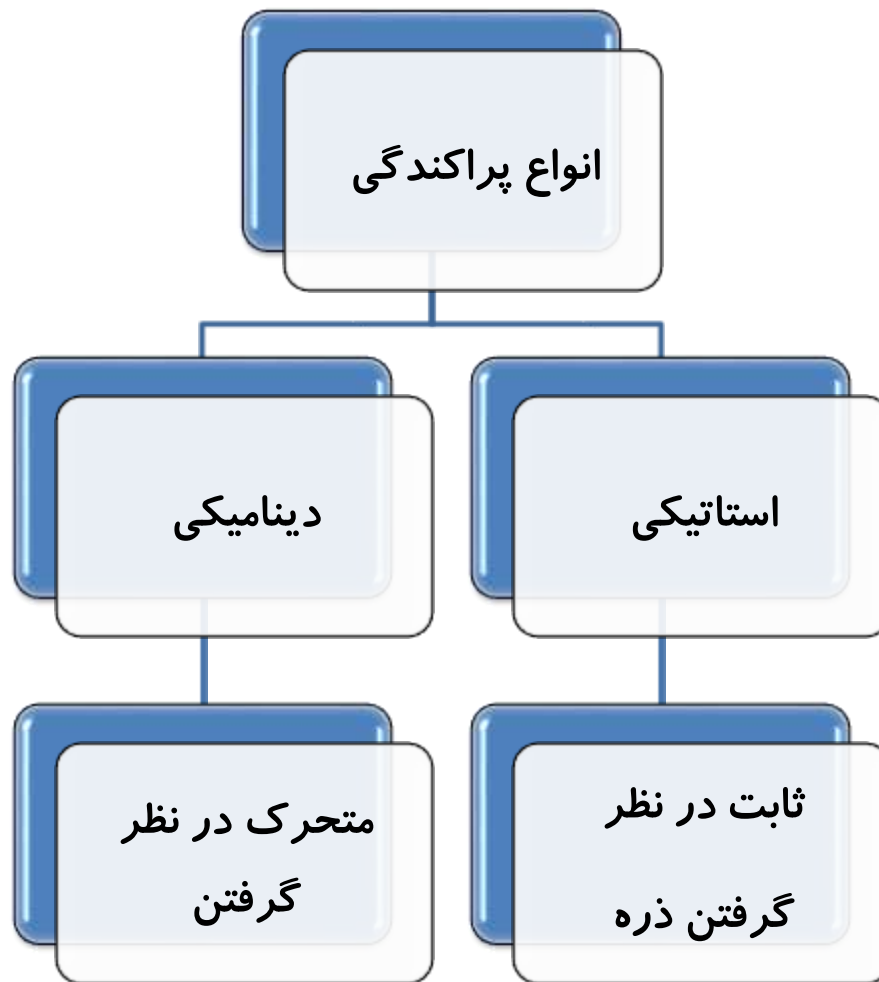 انواع پراکندگی
استاتیکی
دینامیکی
ثابت در نظر
گرفتن ذره
متحرک در نظر
گرفتن